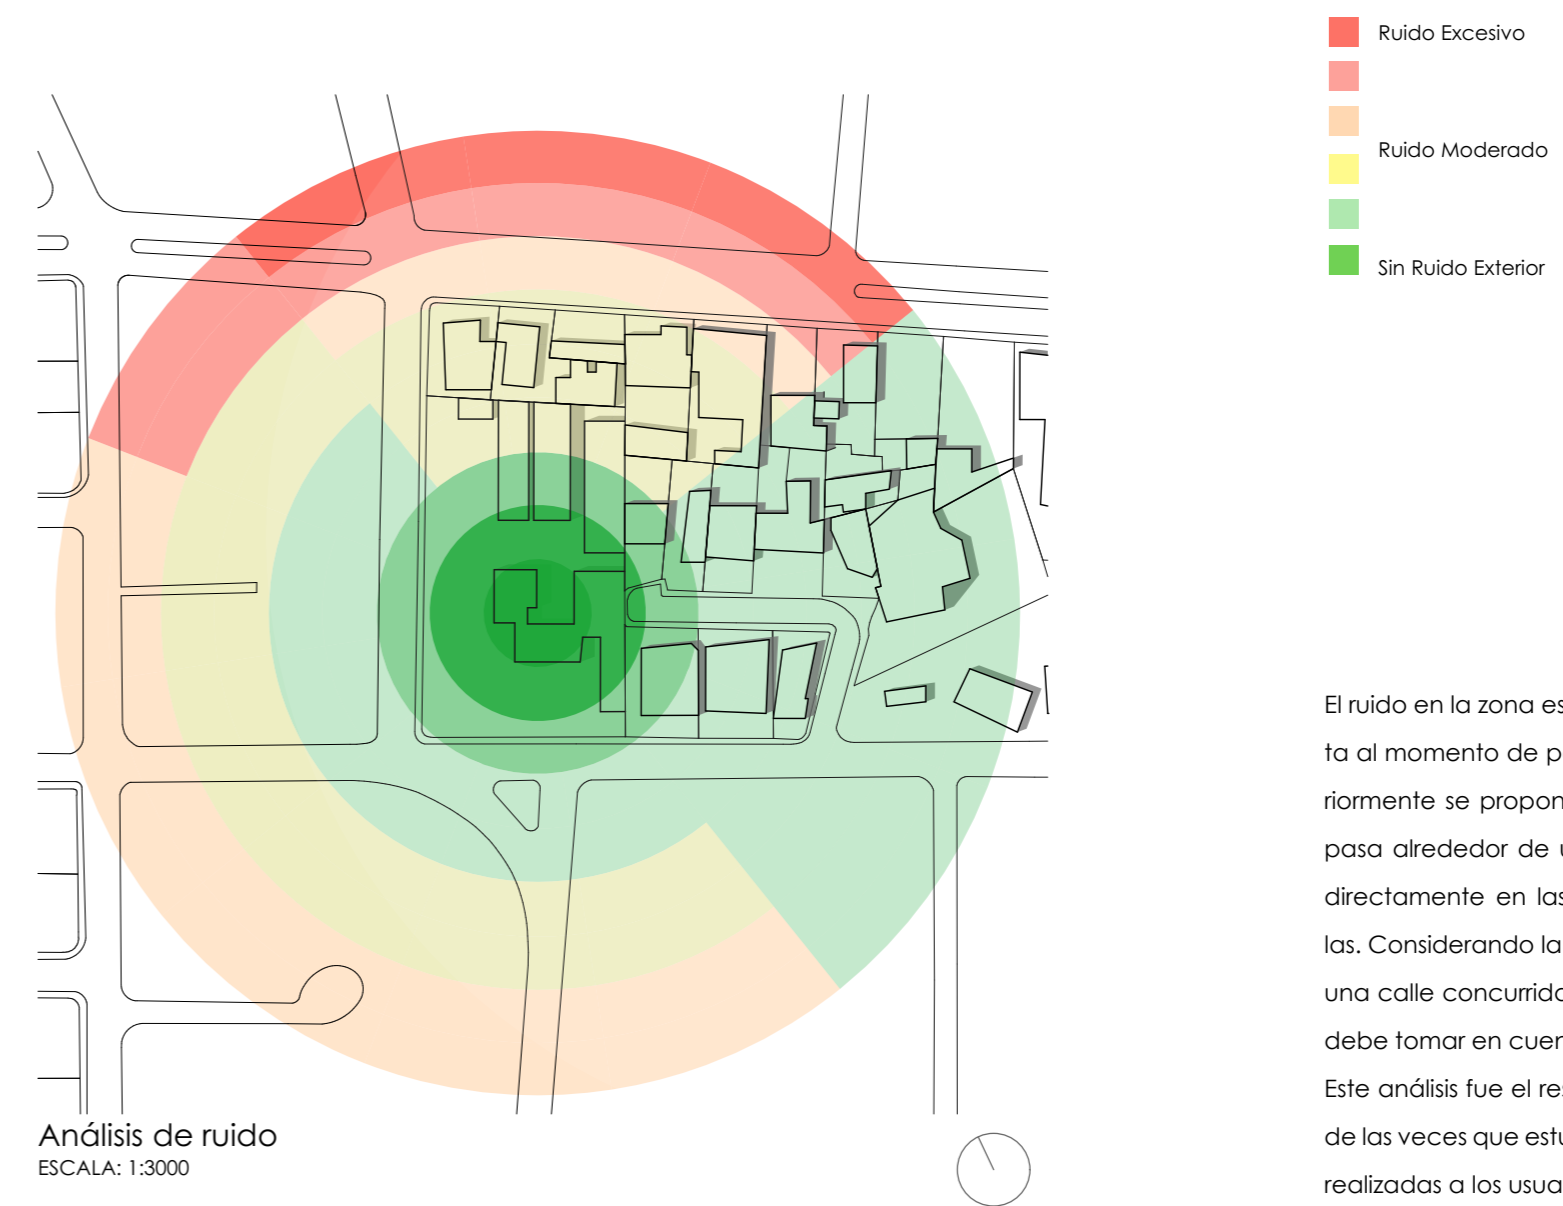 Ruido Excesivo
Ruido Moderado
Sin Ruido Exterior
El ruido en la zona es
ta al momento de p
riormente se propon
pasa alrededor de
directamente en las
las. Considerando la
una calle concurrida
debe tomar en cuen
Este análisis fue el re
de las veces que estu
realizadas a los usua
Análisis de ruido
ESCALA: 1:3000